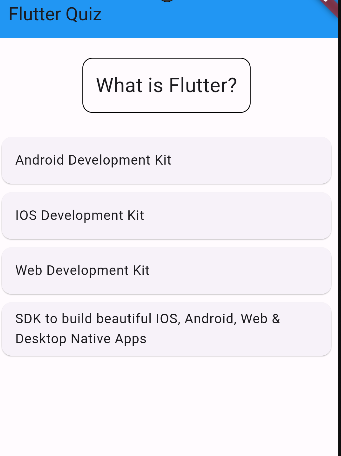 Flutter Quiz
What is Flutter?
Android Development Kit
IOS Development Kit
Web Development Kit
SDK to build beautiful IOS, Android, Web &
Desktop Native Apps